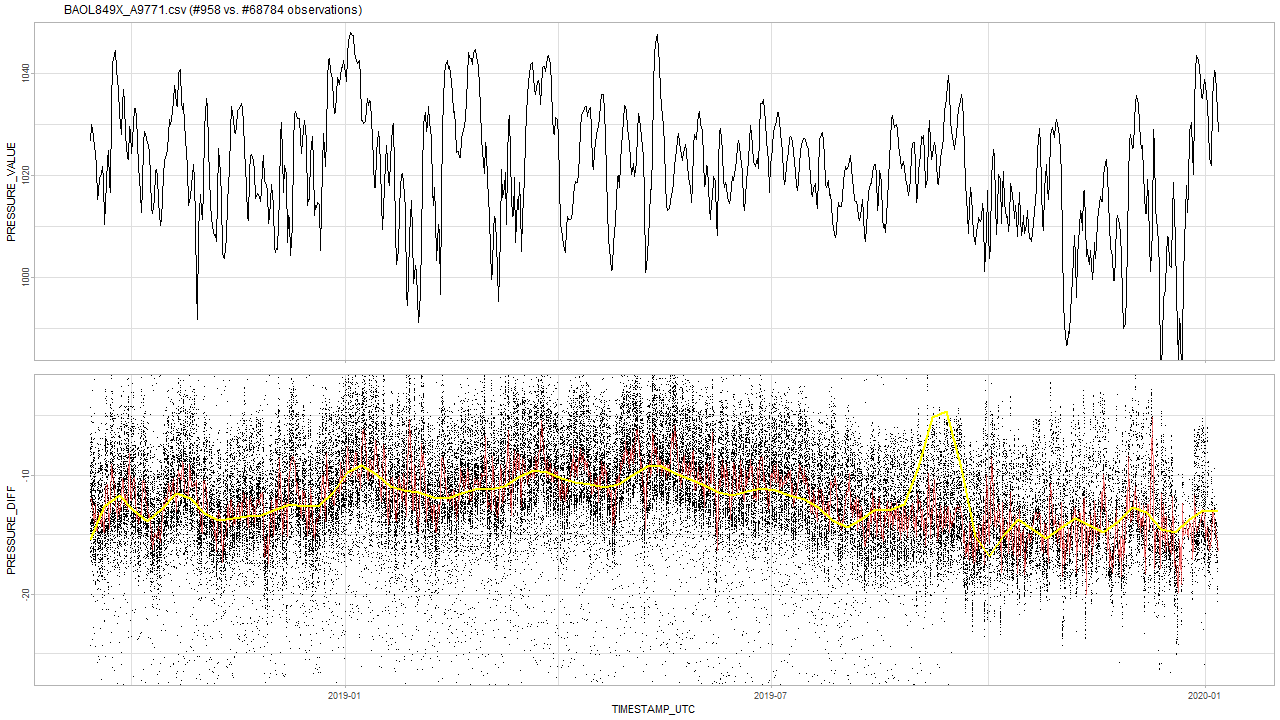 BAOL849X_A9771.csv (#958 vs. #68784 observations)
PRESSURE_VALUE
1040
1020
1000
PRESSURE_DIFF
-10
-20
2019-01
2019-07
2020-01
TIMESTAMP_UTC